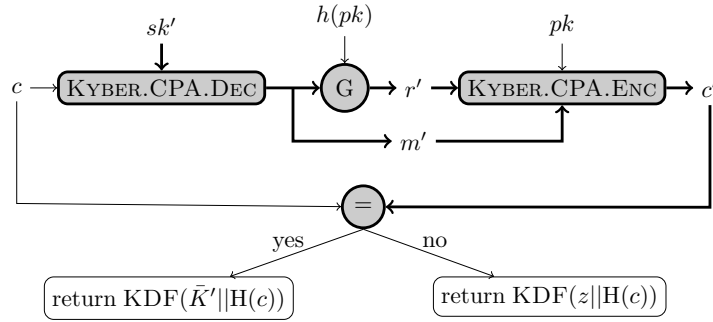 h(pk)
sk′ pk
c KYBER.CPA.DEC G r′ KYBER.CPA.ENC c
m′
=
yes no
return KDF(K̄′||H(c)) return KDF(z||H(c))